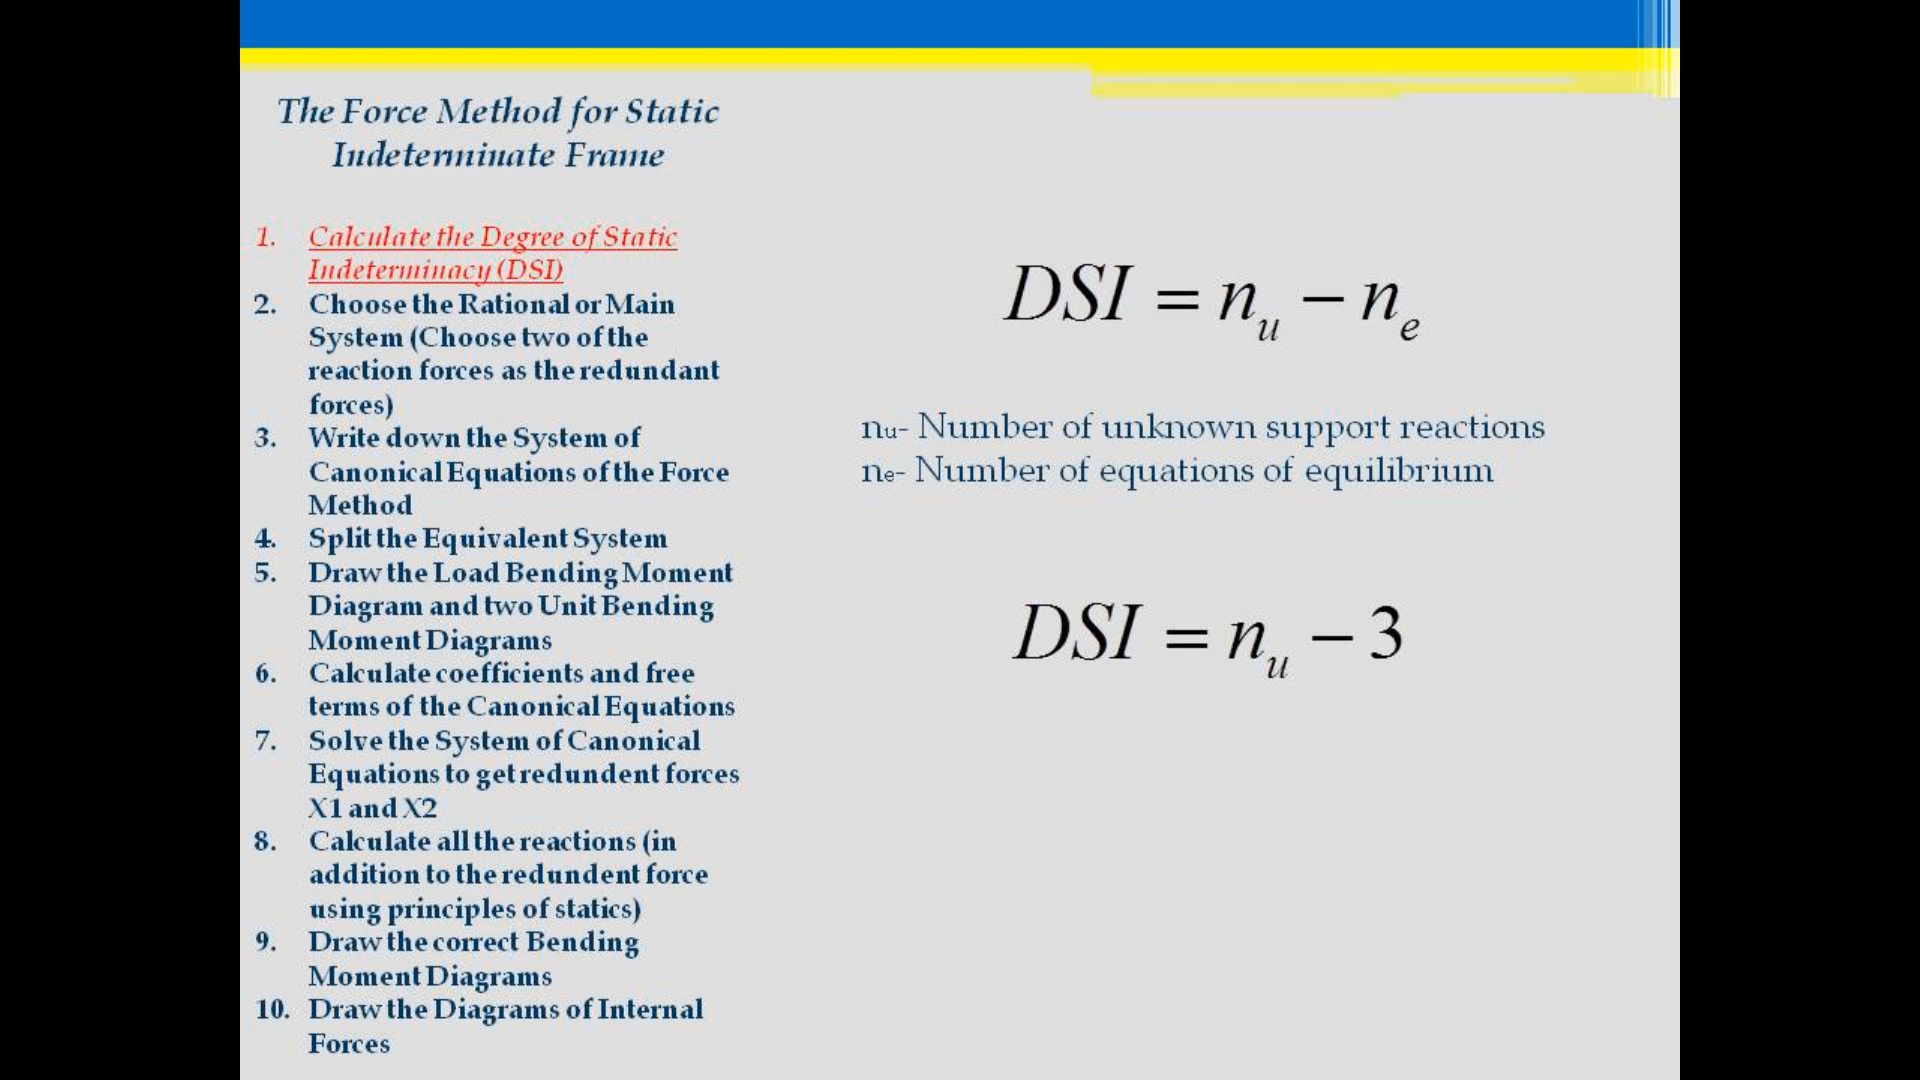 The Force Method for Static
Indeterminate Frame
1. Calculate the Degree of Static
Indeterminacy (DSI)
2. Choose the Rational or Main
System (Choose two of the
reaction forces as the redundant
forces)
3. Write down the System of
Canonical Equations of the Force
Method
4. Split the Equivalent System
5. Draw the Load Bending Moment
Diagram and two Unit Bending
Moment Diagrams
6. Calculate coefficients and free
terms of the Canonical Equations
7. Solve the System of Canonical
Equations to get redundent forces
X1 and X2
8. Calculate all the reactions (in
addition to the redundent force
using principles of statics)
9. Draw the correct Bending
Moment Diagrams
10. Draw the Diagrams of Internal
Forces
DSI = n_u − n_e
nu- Number of unknown support reactions
ne- Number of equations of equilibrium
DSI = n_u − 3